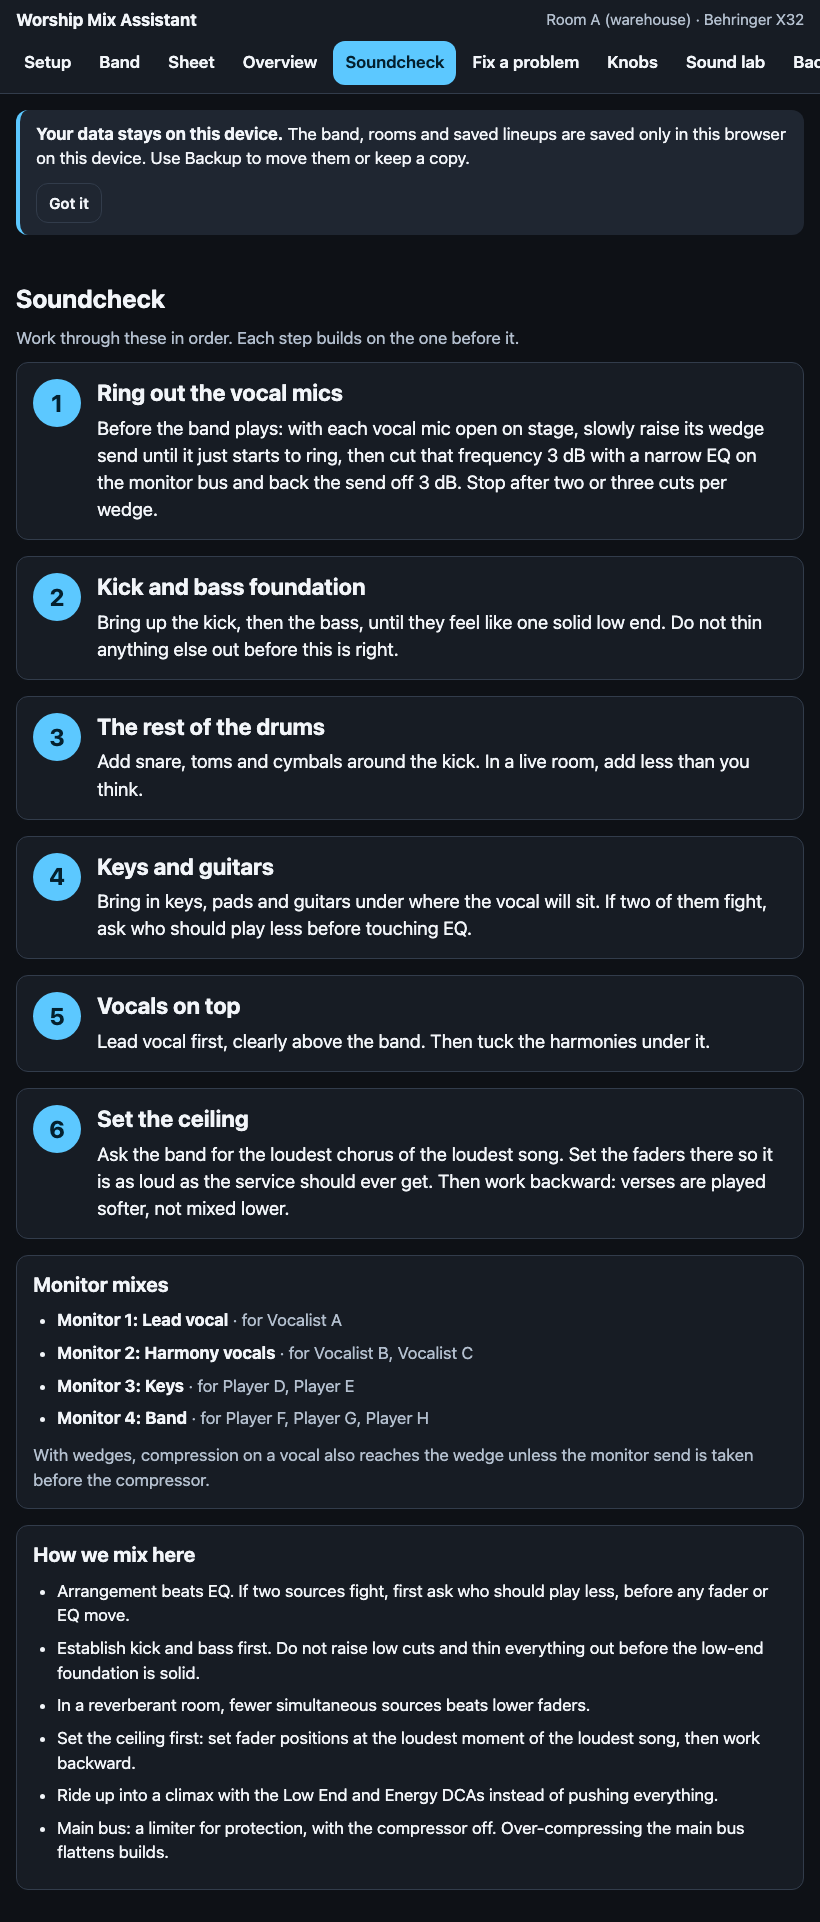 Worship Mix Assistant
Room A (warehouse) · Behringer X32
Setup Band Sheet Overview Soundcheck Fix a problem Knobs Sound lab Bac
Your data stays on this device. The band, rooms and saved lineups are saved only in this browser
on this device. Use Backup to move them or keep a copy.
Got it
Soundcheck
Work through these in order. Each step builds on the one before it.
1
Ring out the vocal mics
Before the band plays: with each vocal mic open on stage, slowly raise its wedge
send until it just starts to ring, then cut that frequency 3 dB with a narrow EQ on
the monitor bus and back the send off 3 dB. Stop after two or three cuts per
wedge.
2
Kick and bass foundation
Bring up the kick, then the bass, until they feel like one solid low end. Do not thin
anything else out before this is right.
3
The rest of the drums
Add snare, toms and cymbals around the kick. In a live room, add less than you
think.
4
Keys and guitars
Bring in keys, pads and guitars under where the vocal will sit. If two of them fight,
ask who should play less before touching EQ.
5
Vocals on top
Lead vocal first, clearly above the band. Then tuck the harmonies under it.
6
Set the ceiling
Ask the band for the loudest chorus of the loudest song. Set the faders there so it
is as loud as the service should ever get. Then work backward: verses are played
softer, not mixed lower.
Monitor mixes
• Monitor 1: Lead vocal · for Vocalist A
• Monitor 2: Harmony vocals · for Vocalist B, Vocalist C
• Monitor 3: Keys · for Player D, Player E
• Monitor 4: Band · for Player F, Player G, Player H
With wedges, compression on a vocal also reaches the wedge unless the monitor send is taken
before the compressor.
How we mix here
• Arrangement beats EQ. If two sources fight, first ask who should play less, before any fader or
EQ move.
• Establish kick and bass first. Do not raise low cuts and thin everything out before the low-end
foundation is solid.
• In a reverberant room, fewer simultaneous sources beats lower faders.
• Set the ceiling first: set fader positions at the loudest moment of the loudest song, then work
backward.
• Ride up into a climax with the Low End and Energy DCAs instead of pushing everything.
• Main bus: a limiter for protection, with the compressor off. Over-compressing the main bus
flattens builds.